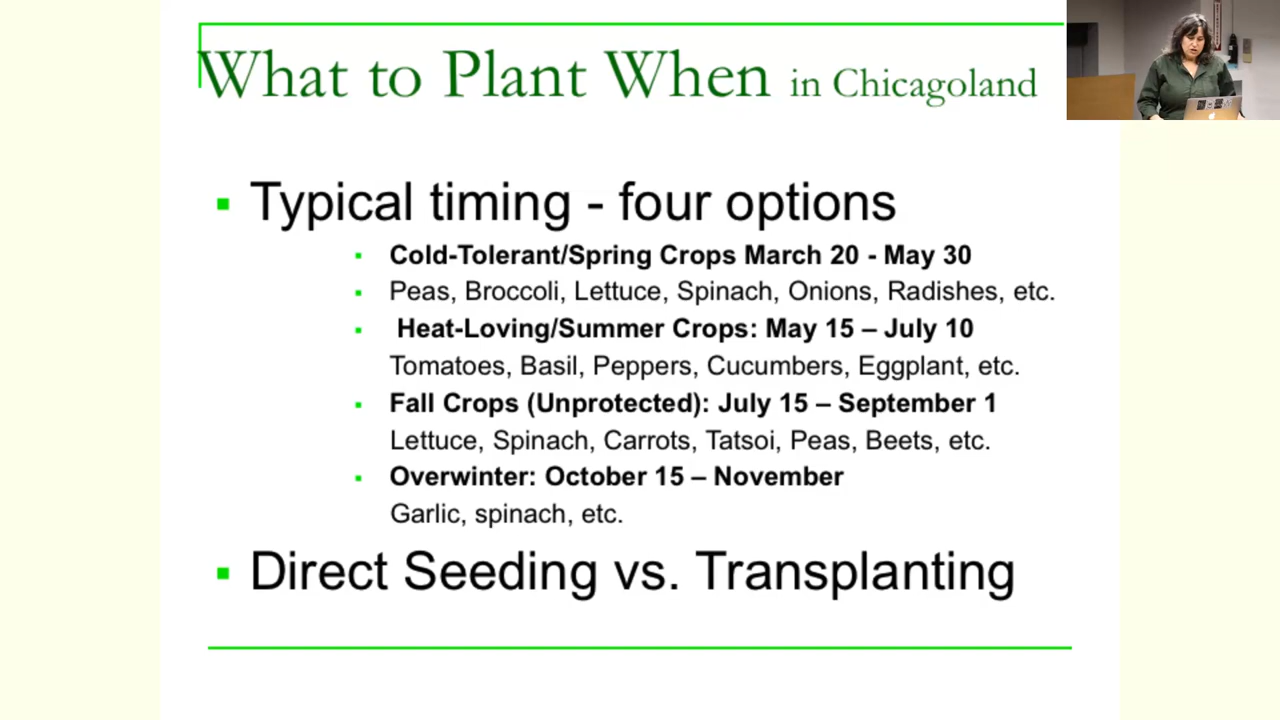 What to Plant When in Chicagoland
Typical timing - four options
Cold-Tolerant/Spring Crops March 20 - May 30
Peas, Broccoli, Lettuce, Spinach, Onions, Radishes, etc.
Heat-Loving/Summer Crops: May 15 – July 10
Tomatoes, Basil, Peppers, Cucumbers, Eggplant, etc.
Fall Crops (Unprotected): July 15 – September 1
Lettuce, Spinach, Carrots, Tatsoi, Peas, Beets, etc.
Overwinter: October 15 – November
Garlic, spinach, etc.
Direct Seeding vs. Transplanting